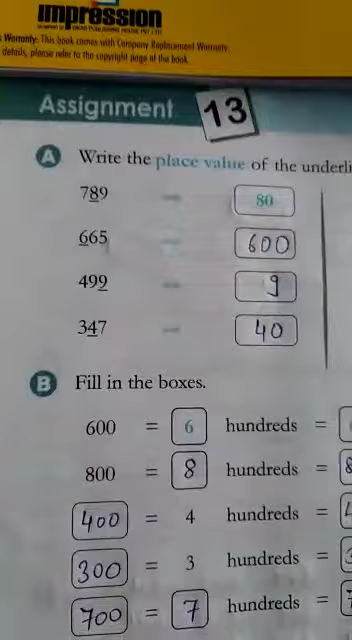 impression
Warranty: This book comes with Company Replacement Warranty.
details, please refer to the copyright page of the book
Assignment 13
A Write the place value of the
789 80
665 600
499 9
347 40
B Fill in the boxes.
600 = 6 hundreds =
800 = 8 hundreds = 8
400 = 4 hundreds =
300 = 3 hundreds =
700 = 7 hundreds =